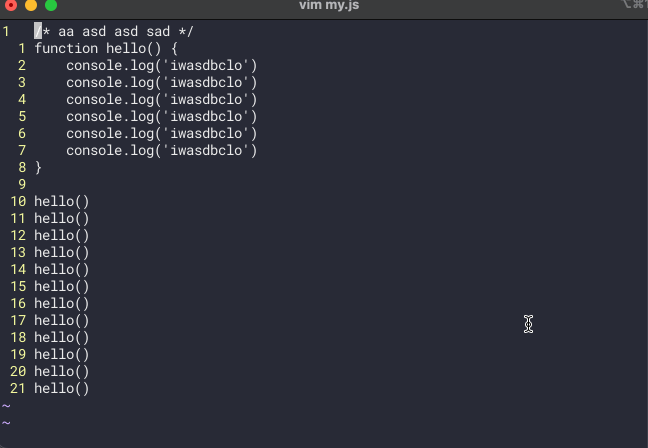 vim my.js
1 /* aa asd asd sad */
1 function hello() {
2 console.log('iwasdbclo')
3 console.log('iwasdbclo')
4 console.log('iwasdbclo')
5 console.log('iwasdbclo')
6 console.log('iwasdbclo')
7 console.log('iwasdbclo')
8 }
9
10 hello()
11 hello()
12 hello()
13 hello()
14 hello()
15 hello()
16 hello()
17 hello()
18 hello()
19 hello()
20 hello()
21 hello()
~
~